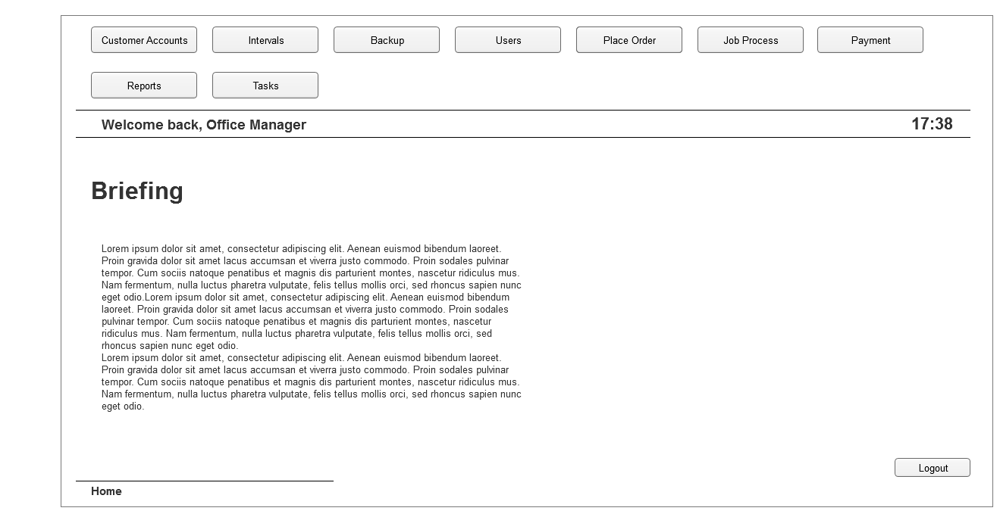 Customer Accounts Intervals Backup Users Place Order Job Process Payment
Reports Tasks
Welcome back, Office Manager 17:38
Briefing
Lorem ipsum dolor sit amet, consectetur adipiscing elit. Aenean euismod bibendum laoreet.
Proin gravida dolor sit amet lacus accumsan et viverra justo commodo. Proin sodales pulvinar
tempor. Cum sociis natoque penatibus et magnis dis parturient montes, nascetur ridiculus mus.
Nam fermentum, nulla luctus pharetra vulputate, felis tellus mollis orci, sed rhoncus sapien nunc
eget odio.Lorem ipsum dolor sit amet, consectetur adipiscing elit. Aenean euismod bibendum
laoreet. Proin gravida dolor sit amet lacus accumsan et viverra justo commodo. Proin sodales
pulvinar tempor. Cum sociis natoque penatibus et magnis dis parturient montes, nascetur
ridiculus mus. Nam fermentum, nulla luctus pharetra vulputate, felis tellus mollis orci, sed
rhoncus sapien nunc eget odio.
Lorem ipsum dolor sit amet, consectetur adipiscing elit. Aenean euismod bibendum laoreet.
Proin gravida dolor sit amet lacus accumsan et viverra justo commodo. Proin sodales pulvinar
tempor. Cum sociis natoque penatibus et magnis dis parturient montes, nascetur ridiculus mus.
Nam fermentum, nulla luctus pharetra vulputate, felis tellus mollis orci, sed rhoncus sapien nunc
eget odio.
Logout
Home